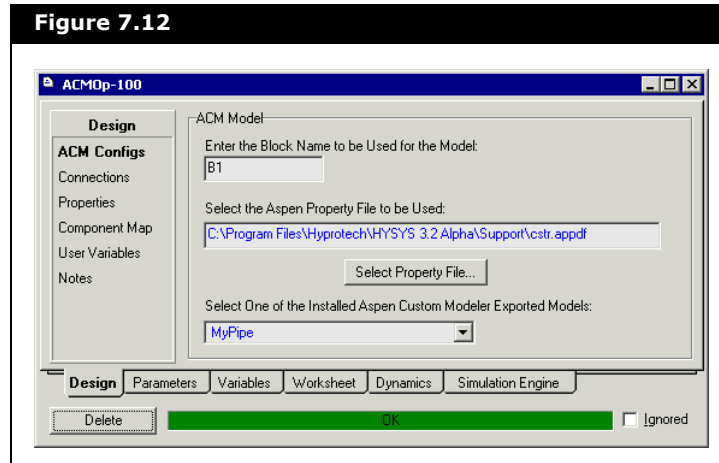 Figure 7.12
ACMOp-100
Design
ACM Configs
Connections
Properties
Component Map
User Variables
Notes
ACM Model
Enter the Block Name to be Used for the Model:
B1
Select the Aspen Property File to be Used:
C:\Program Files\Hyprotech\HYSYS 3.2 Alpha\Support\cstr.appdf
Select Property File...
Select One of the Installed Aspen Custom Modeler Exported Models:
MyPipe
Design Parameters Variables Worksheet Dynamics Simulation Engine
Delete OK Ignored